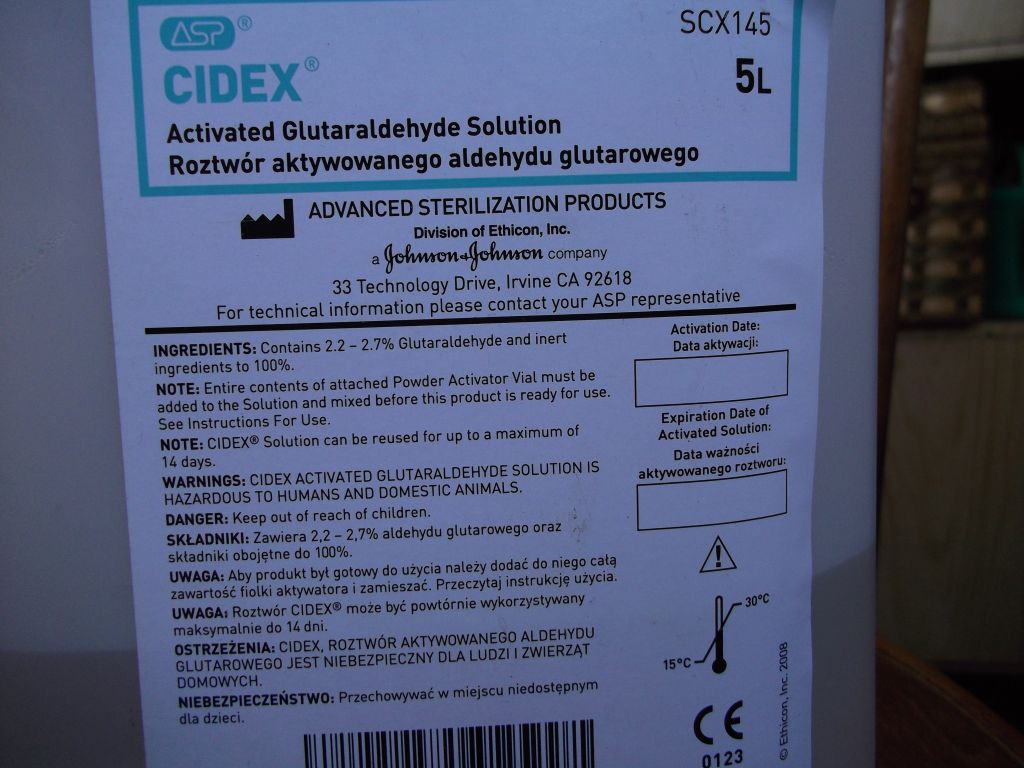 ASP ®
SCX145
CIDEX®
5L
Activated Glutaraldehyde Solution
Roztwór aktywowanego aldehydu glutarowego
ADVANCED STERILIZATION PRODUCTS
Division of Ethicon, Inc.
a Johnson & Johnson company
33 Technology Drive, Irvine CA 92618
For technical information please contact your ASP representative
INGREDIENTS: Contains 2.2 – 2.7% Glutaraldehyde and inert
ingredients to 100%.
NOTE: Entire contents of attached Powder Activator Vial must be
added to the Solution and mixed before this product is ready for use.
See Instructions For Use.
NOTE: CIDEX® Solution can be reused for up to a maximum of
14 days.
WARNINGS: CIDEX ACTIVATED GLUTARALDEHYDE SOLUTION IS
HAZARDOUS TO HUMANS AND DOMESTIC ANIMALS.
DANGER: Keep out of reach of children.
SKŁADNIKI: Zawiera 2,2 – 2,7% aldehydu glutarowego oraz
składniki obojętne do 100%.
UWAGA: Aby produkt był gotowy do użycia należy dodać do niego całą
zawartość fiolki aktywatora i zamieszać. Przeczytaj instrukcję użycia.
UWAGA: Roztwór CIDEX® może być powtórnie wykorzystywany
maksymalnie do 14 dni.
OSTRZEŻENIA: CIDEX, ROZTWÓR AKTYWOWANEGO ALDEHYDU
GLUTAROWEGO JEST NIEBEZPIECZNY DLA LUDZI I ZWIERZĄT
DOMOWYCH.
NIEBEZPIECZEŃSTWO: Przechowywać w miejscu niedostępnym
dla dzieci.
Activation Date:
Data aktywacji:
Expiration Date of
Activated Solution:
Data ważności
aktywowanego roztworu:
30°C
15°C
CE
0123
© Ethicon, Inc. 2008